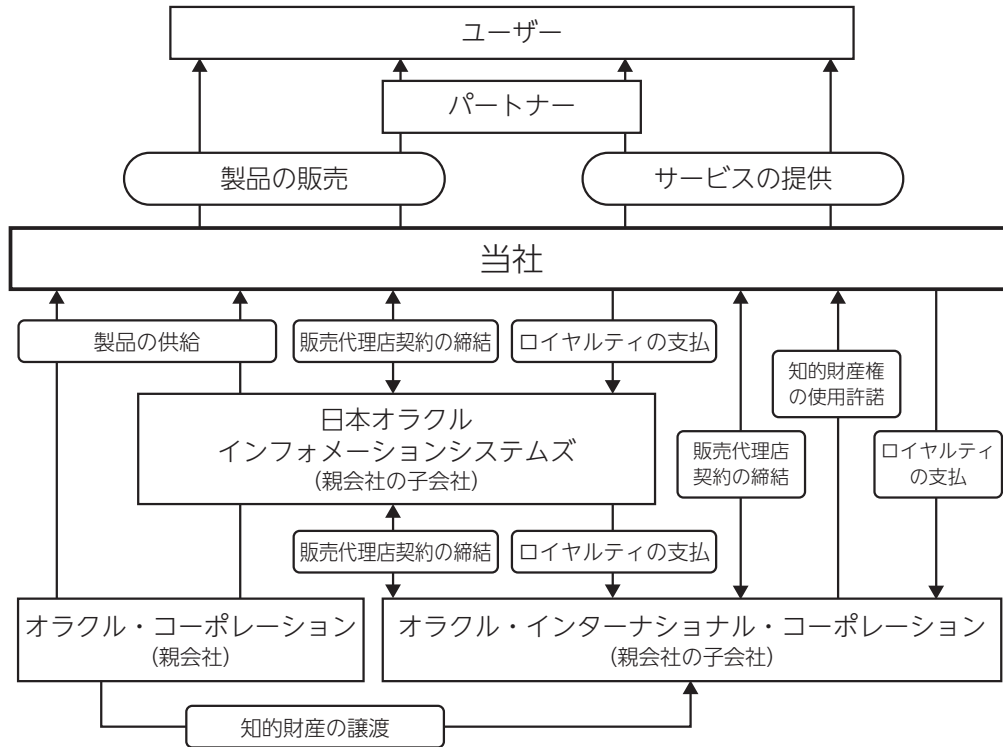 ユーザー
パートナー
製品の販売
サービスの提供
当社
製品の供給
販売代理店契約の締結
ロイヤルティの支払
知的財産権
の使用許諾
日本オラクル
インフォメーションシステムズ
(親会社の子会社)
販売代理店
契約の締結
ロイヤルティ
の支払
販売代理店契約の締結
ロイヤルティの支払
オラクル・コーポレーション
(親会社)
オラクル・インターナショナル・コーポレーション
(親会社の子会社)
知的財産の譲渡